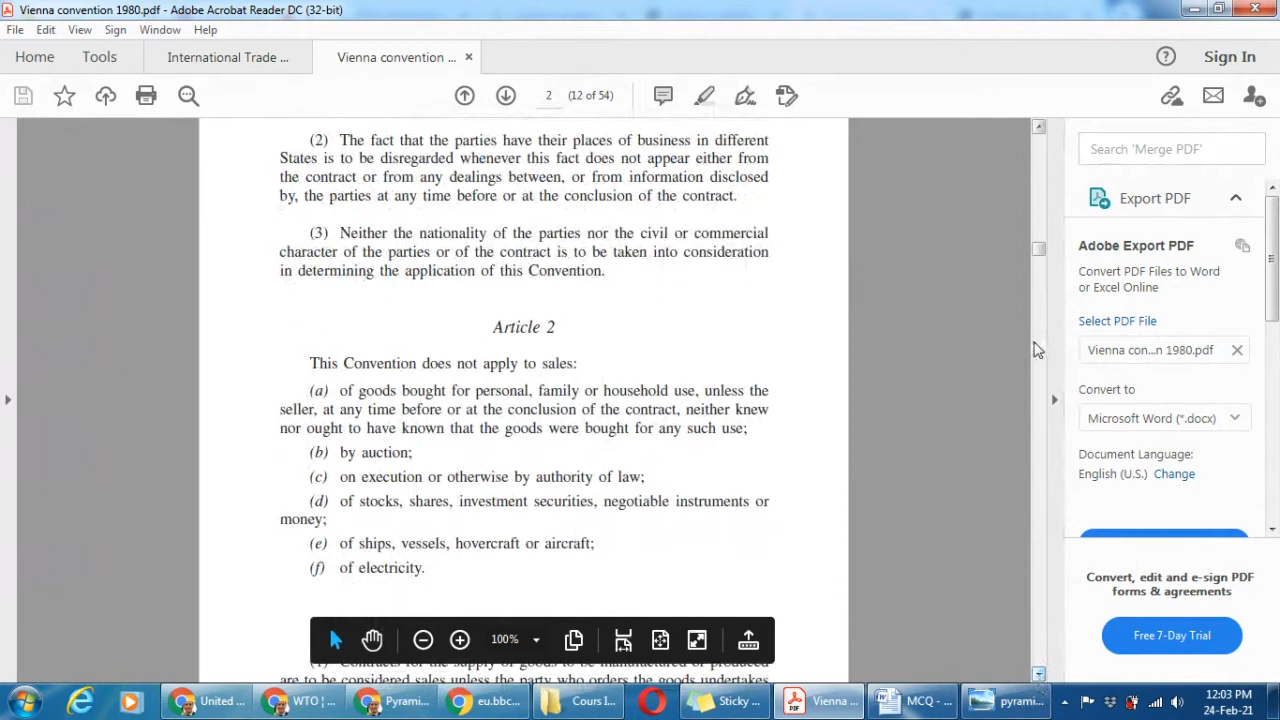 Vienna convention 1980.pdf - Adobe Acrobat Reader DC (32-bit)
File Edit View Sign Window Help
Home Tools International Trade ... Vienna convention ... × Sign In
2 (12 of 54)
(2) The fact that the parties have their places of business in different
States is to be disregarded whenever this fact does not appear either from
the contract or from any dealings between, or from information disclosed
by, the parties at any time before or at the conclusion of the contract.
(3) Neither the nationality of the parties nor the civil or commercial
character of the parties or of the contract is to be taken into consideration
in determining the application of this Convention.
Article 2
This Convention does not apply to sales:
(a) of goods bought for personal, family or household use, unless the
seller, at any time before or at the conclusion of the contract, neither knew
nor ought to have known that the goods were bought for any such use;
(b) by auction;
(c) on execution or otherwise by authority of law;
(d) of stocks, shares, investment securities, negotiable instruments or
money;
(e) of ships, vessels, hovercraft or aircraft;
(f) of electricity.
100%
(1) Contracts for the supply of goods to be manufactured or produced
are to be considered sales unless the party who orders the goods undertakes
Search 'Merge PDF'
Export PDF
Adobe Export PDF
Convert PDF Files to Word
or Excel Online
Select PDF File
Vienna con...n 1980.pdf
Convert to
Microsoft Word (*.docx)
Document Language:
English (U.S.) Change
Convert, edit and e-sign PDF
forms & agreements
Free 7-Day Trial
United ... WTO | ... Pyrami... eu.bbc... Cours I... Sticky ... Vienna ... MCQ - ... pyrami...
12:03 PM
24-Feb-21